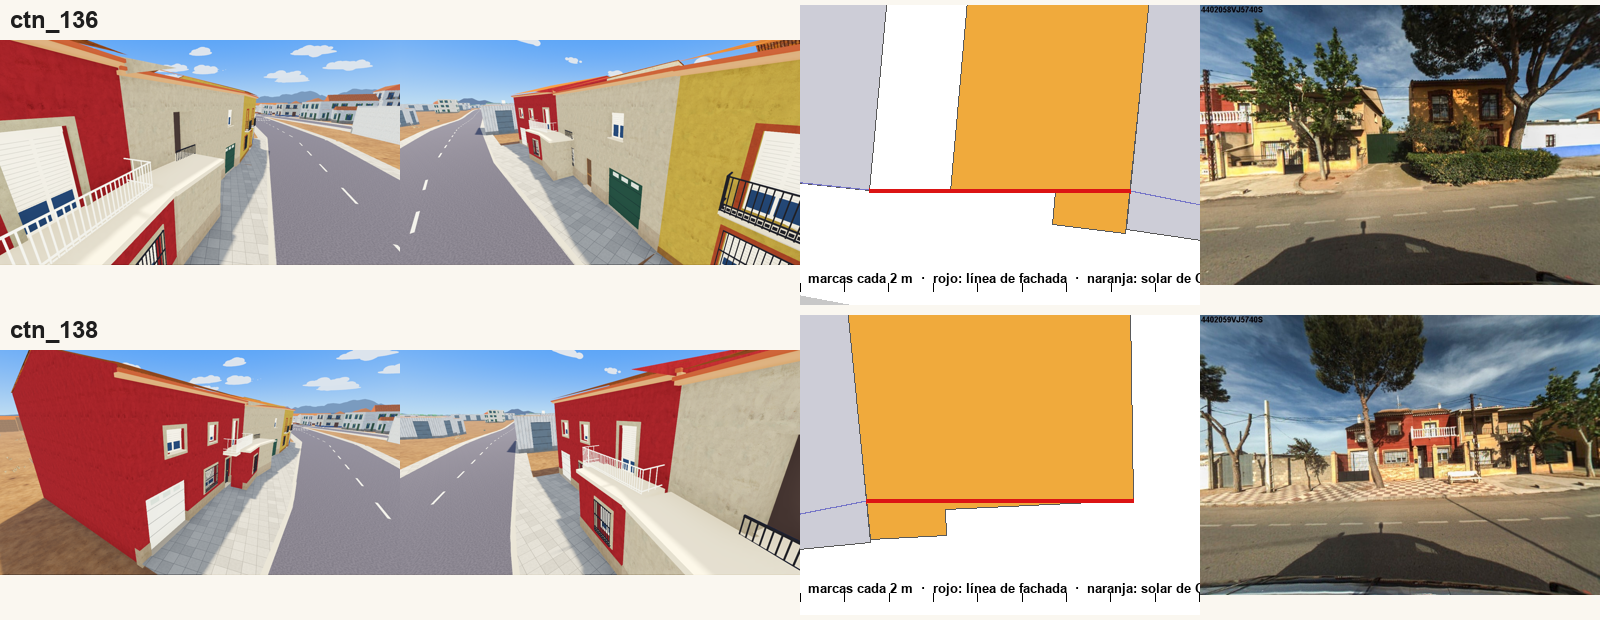 ctn_136
4402058VJ5740S
marcas cada 2 m · rojo: línea de fachada · naranja: solar de C
ctn_138
4402059VJ5740S
marcas cada 2 m · rojo: línea de fachada · naranja: solar de C